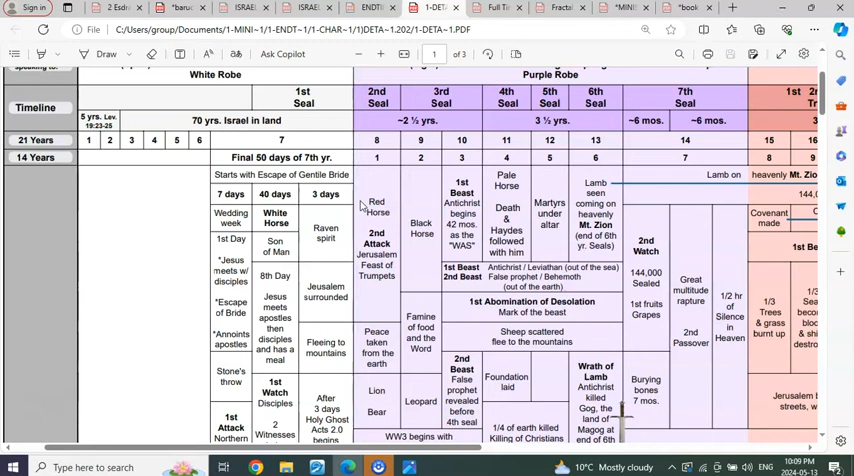 Sign in
2 Esdra
*baruc
ISRAEL
ISRAEL
ENDTIN
1-DETA
Full Tim
Fractal
*MINIS
*book
File
C:/Users/group/Documents/1-MINI~1/ENDT~1/1-CHAR~1/1)DETA~1.202/1-DETA~1.PDF
Draw
Ask Copilot
1 of 3
speaking to:
White Robe
Purple Robe
Timeline
1st Seal
2nd Seal
3rd Seal
4th Seal
5th Seal
6th Seal
7th Seal
5 yrs. Lev. 19:23-25
70 yrs. Israel in land
~2 ½ yrs.
3 ½ yrs.
~6 mos.
~6 mos.
21 Years
1 2 3 4 5 6 7 8 9 10 11 12 13 14 15 16
14 Years
Final 50 days of 7th yr.
1 2 3 4 5 6 7 8 9
Starts with Escape of Gentile Bride
7 days
40 days
3 days
Wedding week
1st Day
*Jesus meets w/ disciples
*Escape of Bride
*Annoints apostles
Stone's throw
1st Attack
Northern
White Horse
Son of Man
8th Day
Jesus meets apostles then disciples and has a meal
1st Watch
Disciples
2 Witnesses
Raven spirit
Jerusalem surrounded
Fleeing to mountains
After 3 days
Holy Ghost Acts 2.0 begins
Red Horse
2nd Attack
Jerusalem Feast of Trumpets
Peace taken from the earth
Lion
Bear
Black Horse
Famine of food and the Word
Leopard
WW3 begins with
1st Beast
Antichrist begins 42 mos. as the "WAS"
1st Beast Antichrist / Leviathan (out of the sea)
2nd Beast False prophet / Behemoth
(out of the earth)
1st Abomination of Desolation
Mark of the beast
Sheep scattered
flee to the mountains
2nd Beast
False prophet revealed before 4th seal
Pale Horse
Death & Haydes followed with him
Foundation laid
1/4 of earth killed
Killing of Christians
Martyrs under altar
Lamb seen coming on heavenly Mt. Zion (end of 6th yr. Seals)
Wrath of Lamb
Antichrist killed
Gog, the land of Magog at end of 6th
2nd Watch
144,000 Sealed
1st fruits Grapes
Burying bones 7 mos.
Great multitude rapture
2nd Passover
1/2 hr of Silence in Heaven
Lamb on heavenly Mt. Zion
144,
Covenant made
1st Be
1/3 Trees & grass burnt up
1/3
Jerusalem
streets,
Type here to search
10°C Mostly cloudy
10:09 PM
2024-05-13